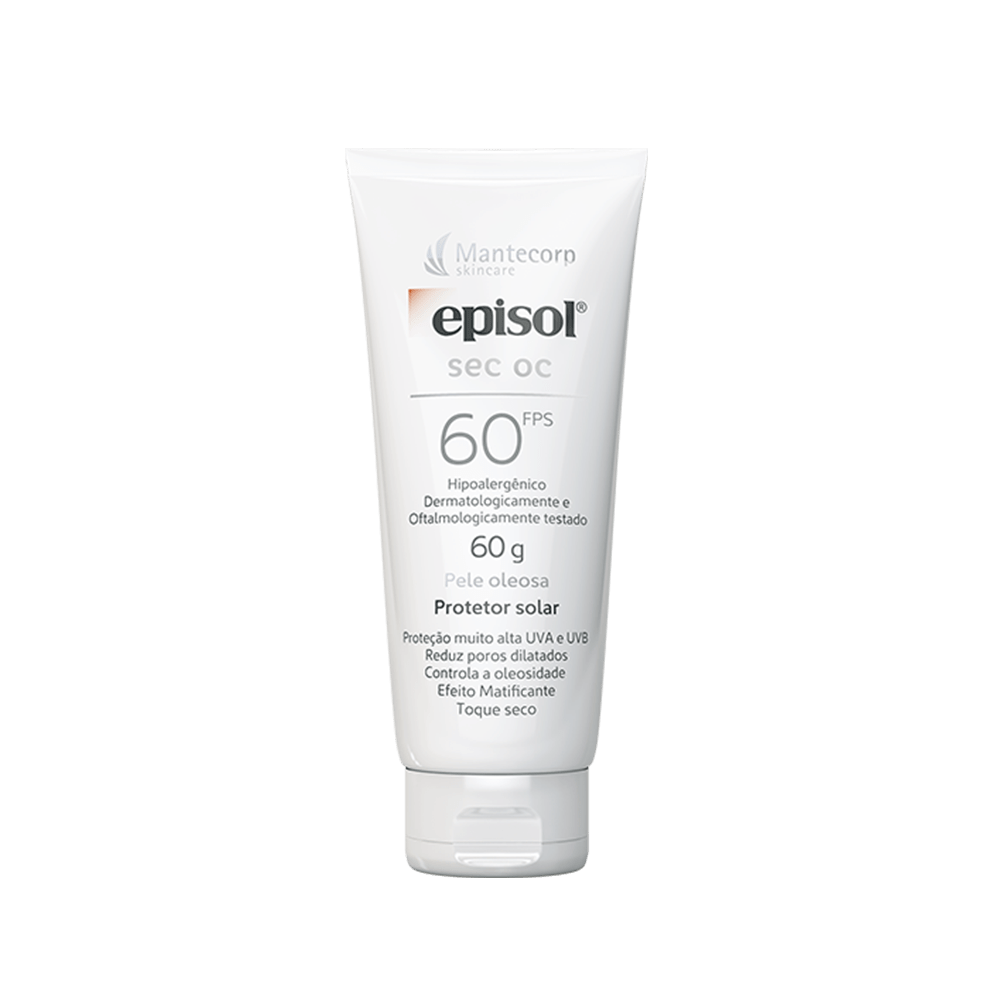 Mantecorp
skincare
episol®
sec oc
60 FPS
Hipoalergênico
Dermatologicamente e
Oftalmologicamente testado
60 g
Pele oleosa
Protetor solar
Proteção muito alta UVA e UVB
Reduz poros dilatados
Controla a oleosidade
Efeito Matificante
Toque seco